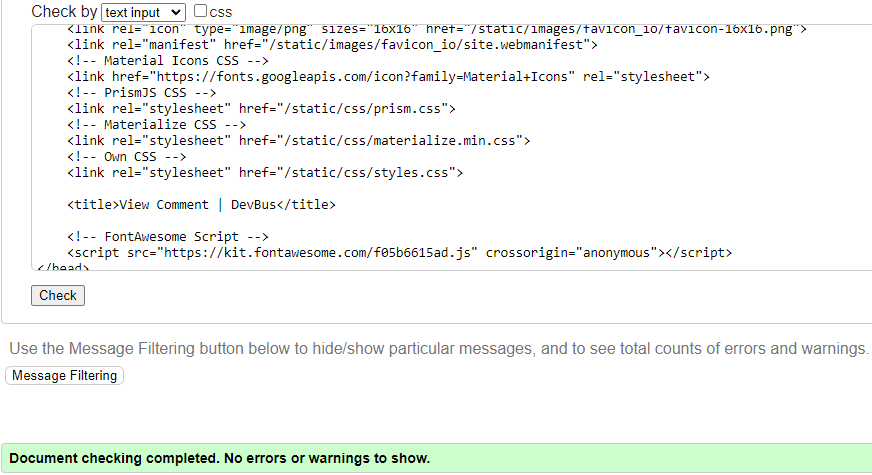 Check by text input css
<link rel="icon" type="image/png" sizes="16x16" href="/static/images/favicon_io/favicon-16x16.png">
<link rel="manifest" href="/static/images/favicon_io/site.webmanifest">
<!-- Material Icons CSS -->
<link href="https://fonts.googleapis.com/icon?family=Material+Icons" rel="stylesheet">
<!-- PrismJS CSS -->
<link rel="stylesheet" href="/static/css/prism.css">
<!-- Materialize CSS -->
<link rel="stylesheet" href="/static/css/materialize.min.css">
<!-- Own CSS -->
<link rel="stylesheet" href="/static/css/styles.css">
<title>View Comment | DevBus</title>
<!-- FontAwesome Script -->
<script src="https://kit.fontawesome.com/f05b6615ad.js" crossorigin="anonymous"></script>
</head>
Check
Use the Message Filtering button below to hide/show particular messages, and to see total counts of errors and warnings.
Message Filtering
Document checking completed. No errors or warnings to show.